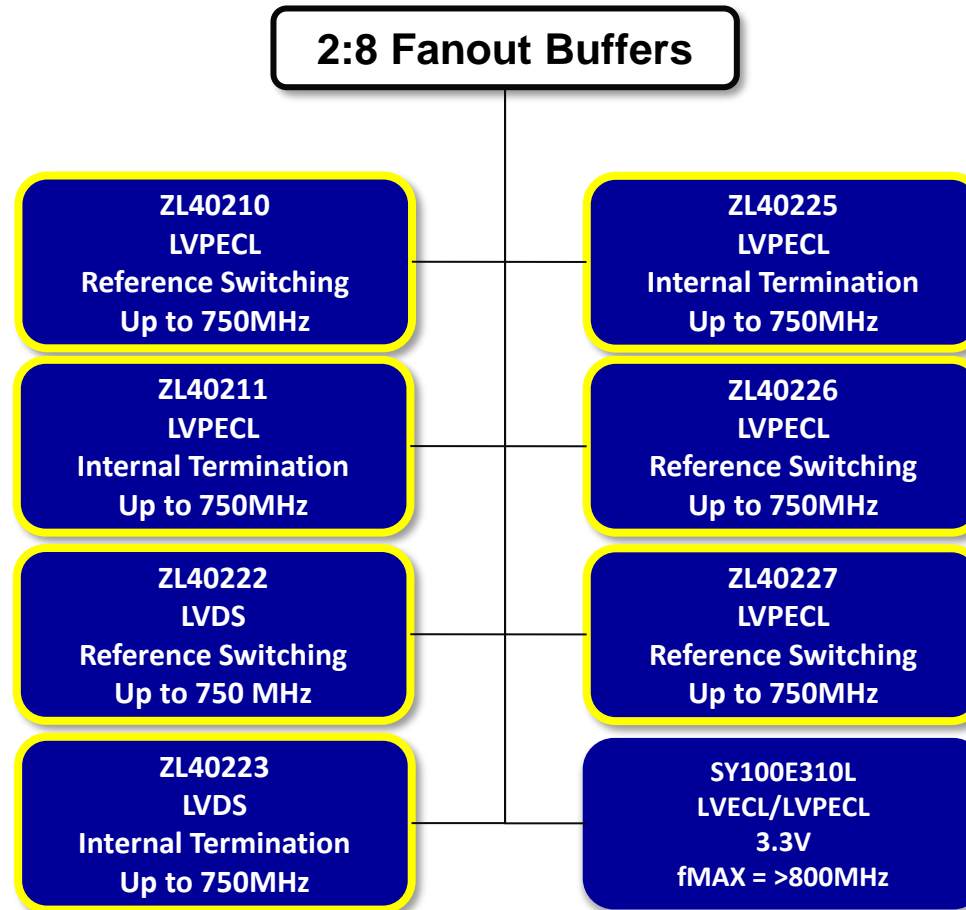 2:8 Fanout Buffers
ZL40210
LVPECL
Reference Switching
Up to 750MHz
ZL40225
LVPECL
Internal Termination
Up to 750MHz
ZL40211
LVPECL
Internal Termination
Up to 750MHz
ZL40226
LVPECL
Reference Switching
Up to 750MHz
ZL40222
LVDS
Reference Switching
Up to 750 MHz
ZL40227
LVPECL
Reference Switching
Up to 750MHz
ZL40223
LVDS
Internal Termination
Up to 750MHz
SY100E310L
LVECL/LVPECL
3.3V
fMAX = >800MHz